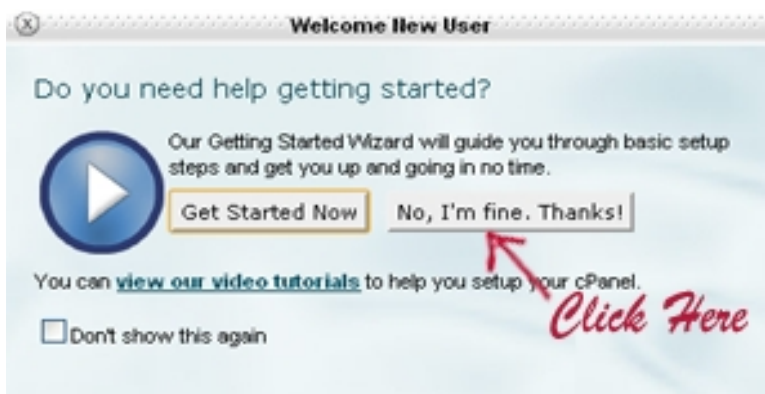 Welcome New User
Do you need help getting started?
Our Getting Started Wizard will guide you through basic setup
steps and get you up and going in no time.
Get Started Now
No, I'm fine. Thanks!
You can view our video tutorials to help you setup your cPanel.
Click Here
Don't show this again